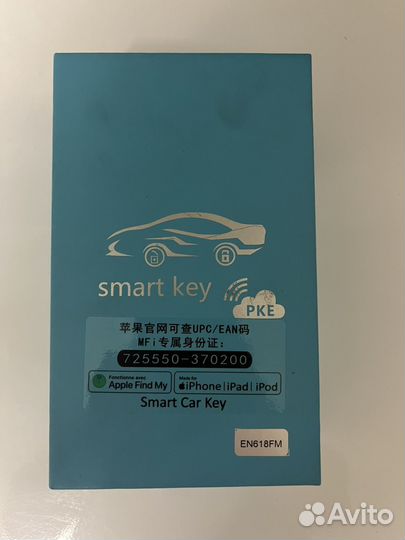 smart key
PKE
苹果官网可查UPC/EAN码
MFi专属身份证：
725550-370200
Fonctionne avec
Apple Find My
Made for
iPhone | iPad | iPod
Smart Car Key
EN618FM
Avito